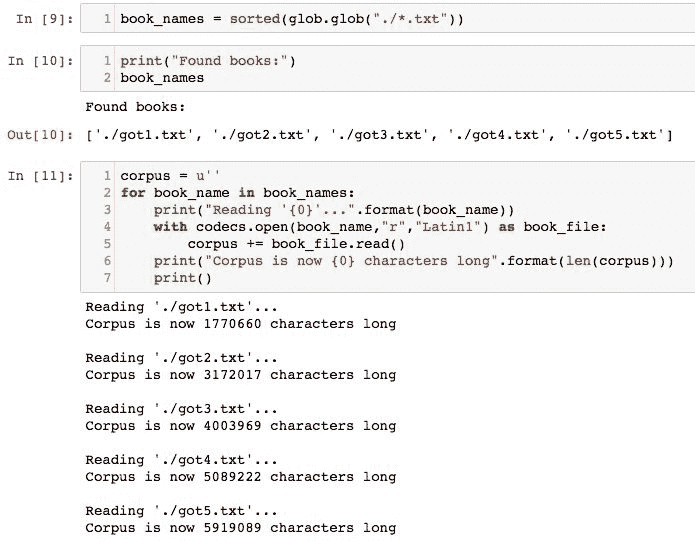 In [9]: 1 book_names = sorted(glob.glob("./*.txt"))
In [10]: 1 print("Found books:")
2 book_names
Found books:
Out[10]: ['./got1.txt', './got2.txt', './got3.txt', './got4.txt', './got5.txt']
In [11]: 1 corpus = u''
2 for book_name in book_names:
3     print("Reading '{0}'...".format(book_name))
4     with codecs.open(book_name,"r","Latin1") as book_file:
5         corpus += book_file.read()
6     print("Corpus is now {0} characters long".format(len(corpus)))
7     print()
Reading './got1.txt'...
Corpus is now 1770660 characters long
Reading './got2.txt'...
Corpus is now 3172017 characters long
Reading './got3.txt'...
Corpus is now 4003969 characters long
Reading './got4.txt'...
Corpus is now 5089222 characters long
Reading './got5.txt'...
Corpus is now 5919089 characters long